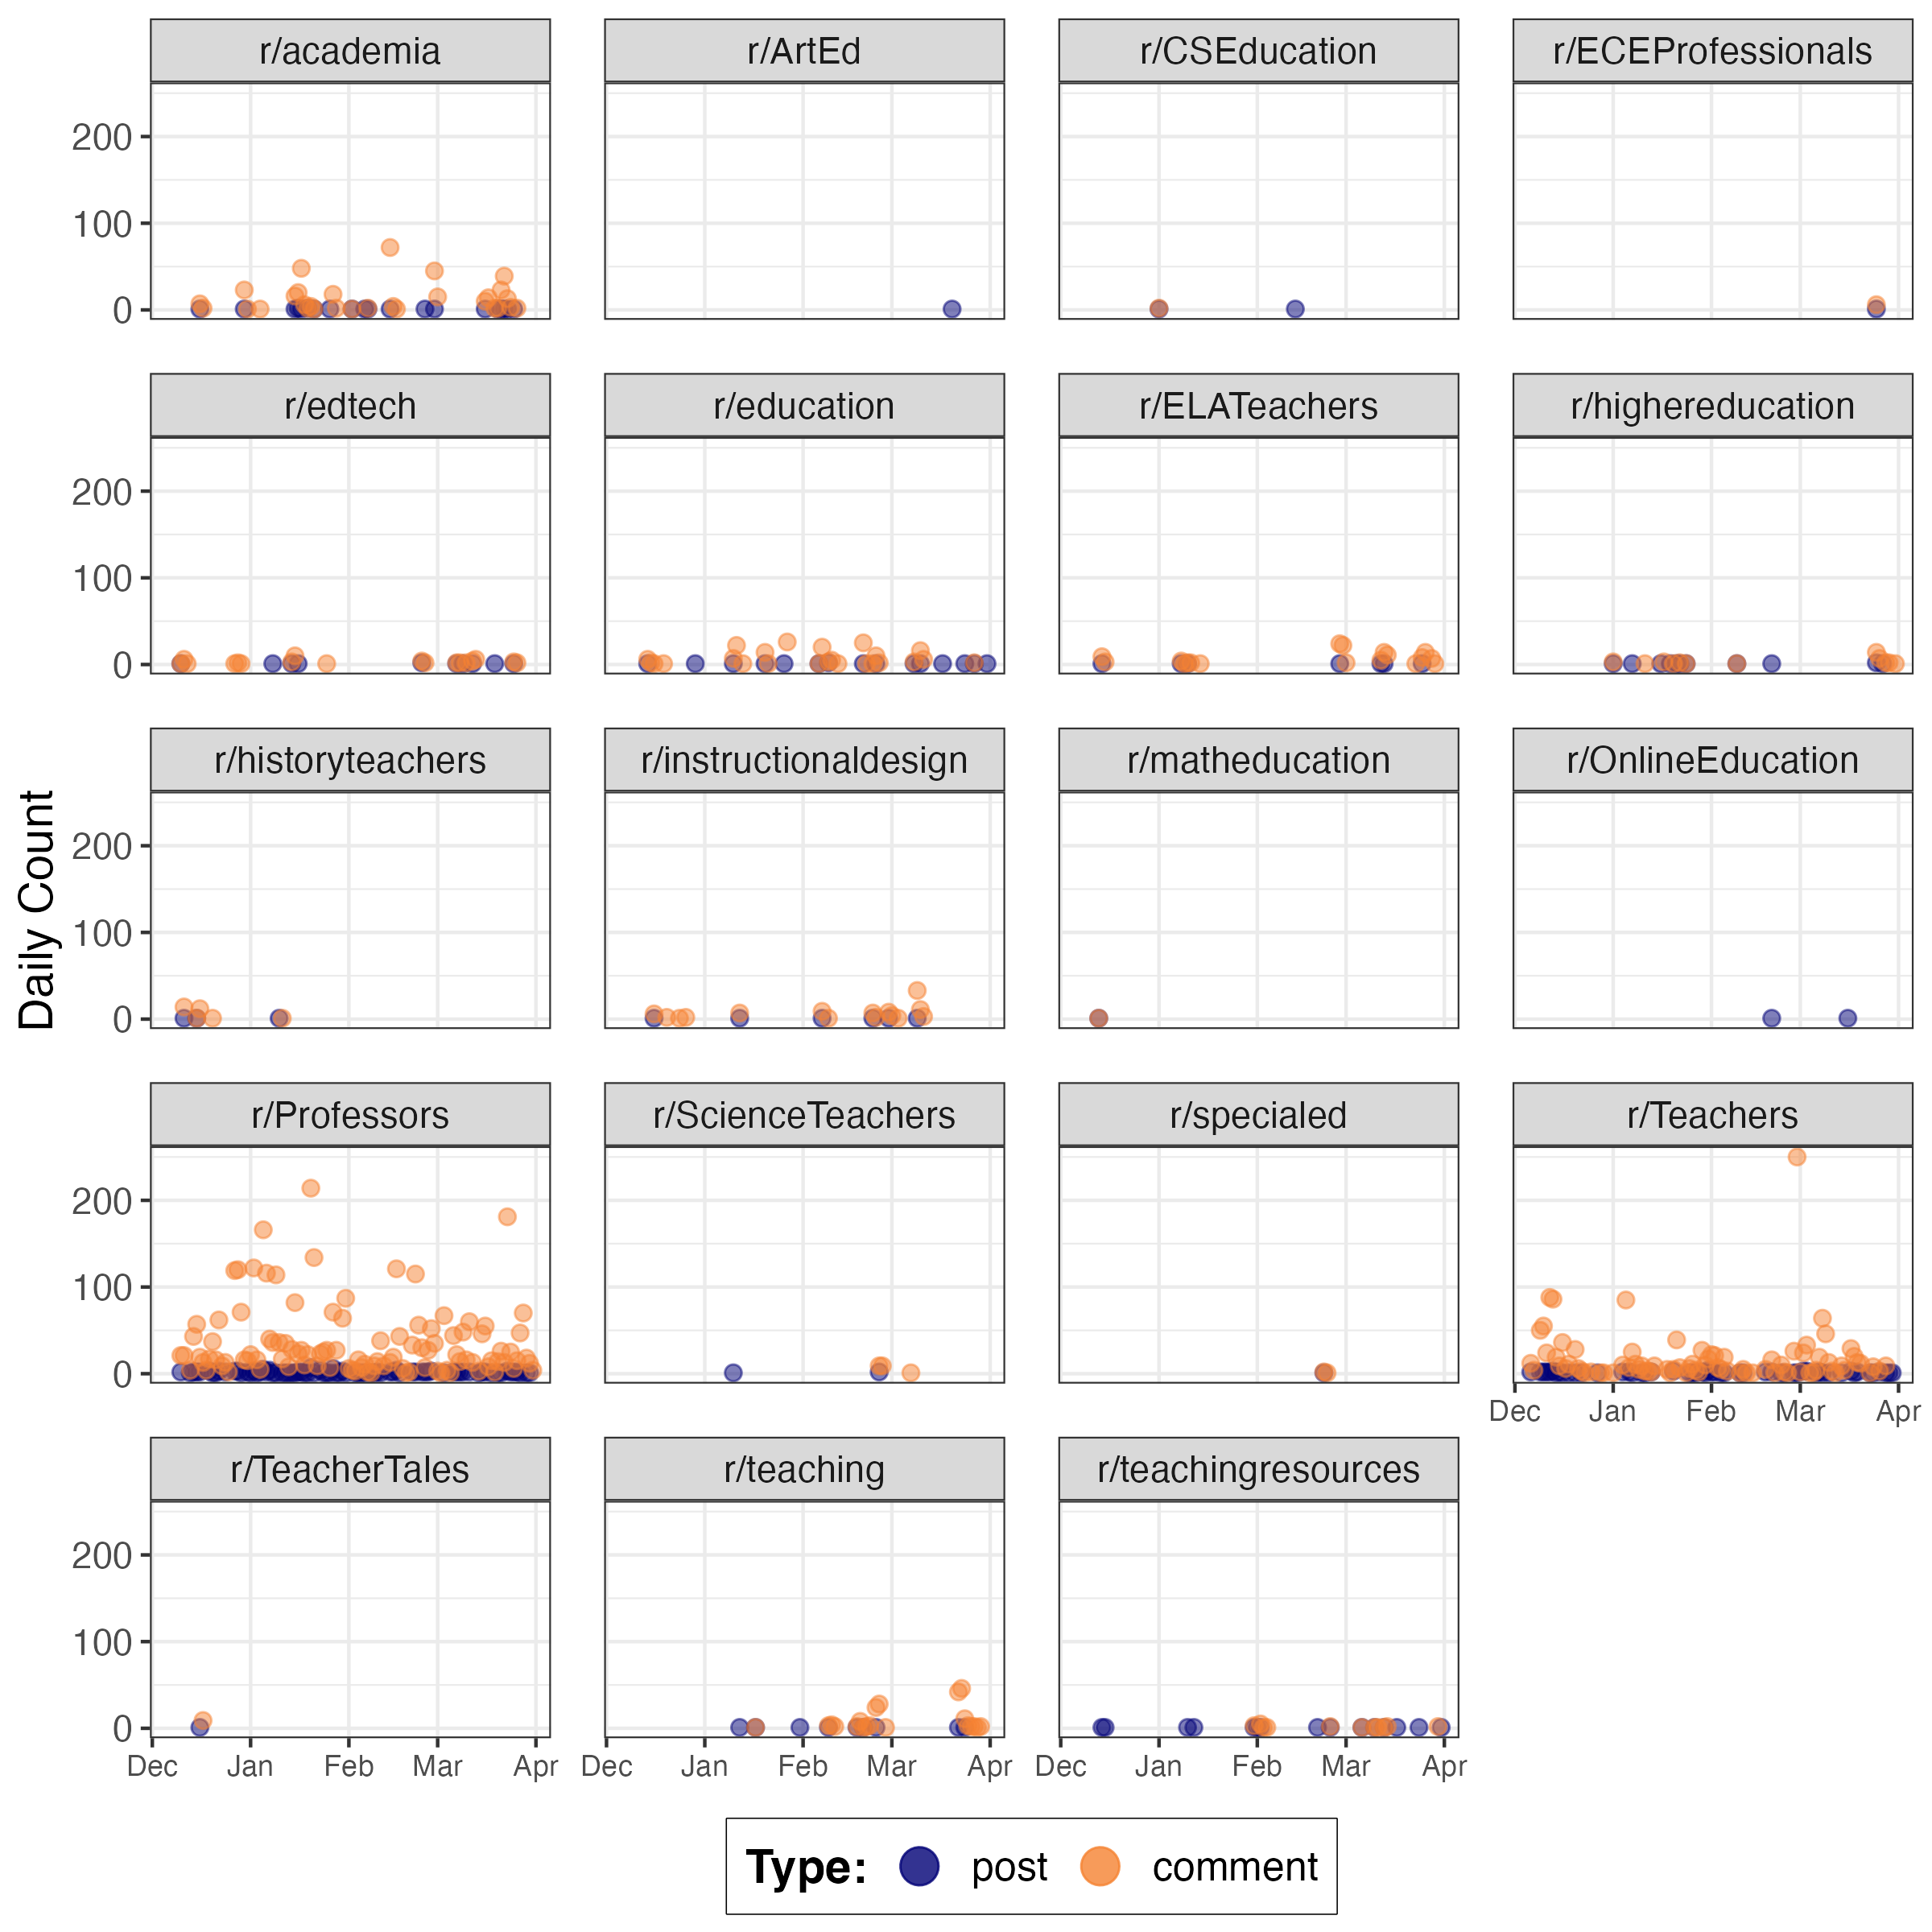 r/academia r/ArtEd r/CSEducation r/ECEProfessionals
200
100
0
r/edtech r/education r/ELATeachers r/highereducation
200
100
0
r/historyteachers r/instructionaldesign r/matheducation r/OnlineEducation
Daily Count
200
100
0
r/Professors r/ScienceTeachers r/specialed r/Teachers
200
100
0
Dec Jan Feb Mar Apr
r/TeacherTales r/teaching r/teachingresources
200
100
0
Dec Jan Feb Mar Apr Dec Jan Feb Mar Apr Dec Jan Feb Mar Apr
Type: post comment